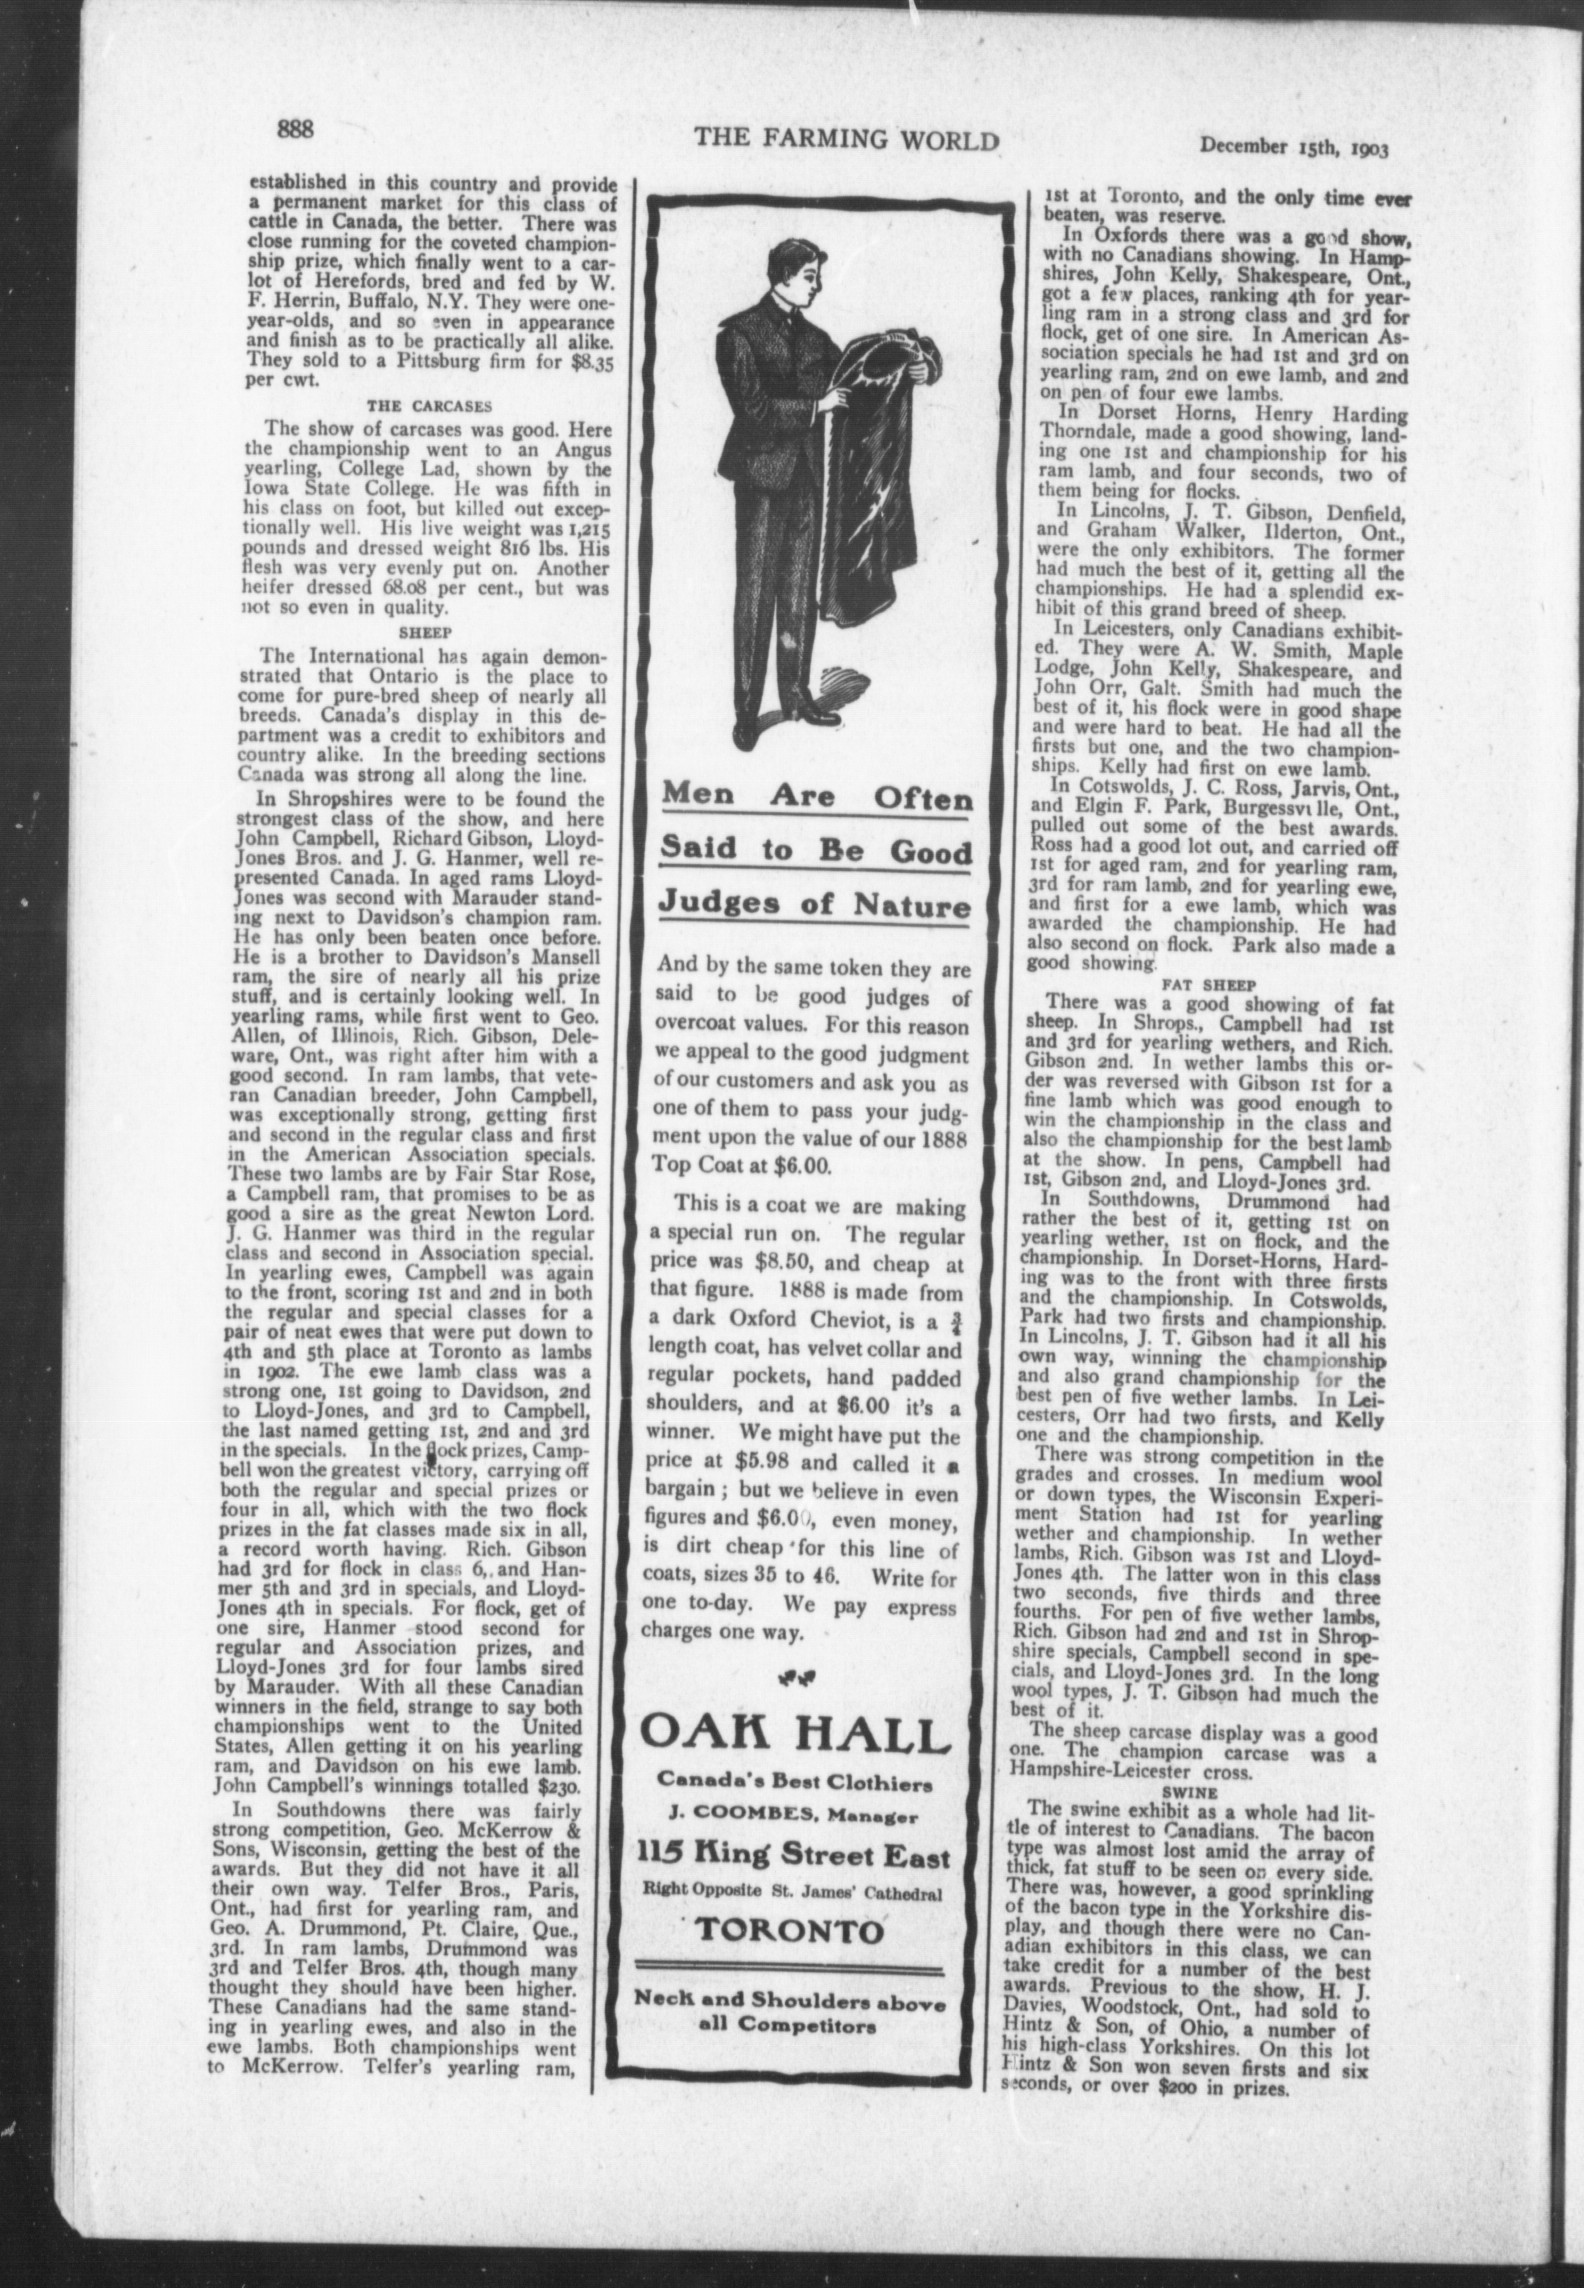 888
THE FARMING WORLD
December 15th, 1903
established in this country and provide
a permanent market for this class of
cattle in Canada, the better. There was
close running for the coveted champion-
ship prize, which finally went to a car-
lot of Herefords, bred and fed by W.
F. Herrin, Buffalo, N.Y. They were one-
year-olds, and so even in appearance
and finish as to be practically all alike.
They sold to a Pittsburg firm for $8.35
per cwt.
THE CARCASES
The show of carcases was good. Here
the championship went to an Angus
yearling, College Lad, shown by the
Iowa State College. He was fifth in
his class on foot, but killed out excep-
tionally well. His live weight was 1,215
pounds and dressed weight 816 lbs. His
flesh was very evenly put on. Another
heifer dressed 68.08 per cent., but was
not so even in quality.
SHEEP
The International has again demon-
strated that Ontario is the place to
come for pure-bred sheep of nearly all
breeds. Canada's display in this de-
partment was a credit to exhibitors and
country alike. In the breeding sections
Canada was strong all along the line.
In Shropshires were to be found the
strongest class of the show, and here
John Campbell, Richard Gibson, Lloyd-
Jones Bros. and J. G. Hanmer, well re-
presented Canada. In aged rams Lloyd-
Jones was second with Marauder stand-
ing next to Davidson's champion ram.
He has only been beaten once before.
He is a brother to Davidson's Mansell
ram, the sire of nearly all his prize
stuff, and is certainly looking well. In
yearling rams, while first went to Geo.
Allen, of Illinois, Rich. Gibson, Dele-
ware, Ont., was right after him with a
good second. In ram lambs, that vete-
ran Canadian breeder, John Campbell,
was exceptionally strong, getting first
and second in the regular class and first
in the American Association specials.
These two lambs are by Fair Star Rose,
a Campbell ram, that promises to be as
good a sire as the great Newton Lord.
J. G. Hanmer was third in the regular
class and second in Association special.
In yearling ewes, Campbell was again
to the front, scoring 1st and 2nd in both
the regular and special classes for a
pair of neat ewes that were put down to
4th and 5th place at Toronto as lambs
in 1902. The ewe lamb class was a
strong one, 1st going to Davidson, 2nd
to Lloyd-Jones, and 3rd to Campbell,
the last named getting 1st, 2nd and 3rd
in the specials. In the flock prizes, Camp-
bell won the greatest victory, carrying off
both the regular and special prizes or
four in all, which with the two flock
prizes in the fat classes made six in all,
a record worth having. Rich. Gibson
had 3rd for flock in class 6, and Han-
mer 5th and 3rd in specials, and Lloyd-
Jones 4th in specials. For flock, get of
one sire, Hanmer stood second for
regular and Association prizes, and
Lloyd-Jones 3rd for four lambs sired
by Marauder. With all these Canadian
winners in the field, strange to say both
championships went to the United
States, Allen getting it on his yearling
ram, and Davidson on his ewe lamb.
John Campbell's winnings totalled $230.
In Southdowns there was fairly
strong competition, Geo. McKerrow &
Sons, Wisconsin, getting the best of the
awards. But they did not have it all
their own way. Telfer Bros., Paris,
Ont., had first for yearling ram, and
Geo. A. Drummond, Pt. Claire, Que.,
3rd. In ram lambs, Drummond was
3rd and Telfer Bros. 4th, though many
thought they should have been higher.
These Canadians had the same stand-
ing in yearling ewes, and also in the
ewe lambs. Both championships went
to McKerrow. Telfer's yearling ram,
Men Are Often
Said to Be Good
Judges of Nature
And by the same token they are
said to be good judges of
overcoat values. For this reason
we appeal to the good judgment
of our customers and ask you as
one of them to pass your judg-
ment upon the value of our 1888
Top Coat at $6.00.
This is a coat we are making
a special run on. The regular
price was $8.50, and cheap at
that figure. 1888 is made from
a dark Oxford Cheviot, is a ¾
length coat, has velvet collar and
regular pockets, hand padded
shoulders, and at $6.00 it's a
winner. We might have put the
price at $5.98 and called it a
bargain; but we believe in even
figures and $6.00, even money,
is dirt cheap for this line of
coats, sizes 35 to 46. Write for
one to-day. We pay express
charges one way.
OAK HALL
Canada's Best Clothiers
J. COOMBES, Manager
115 King Street East
Right Opposite St. James' Cathedral
TORONTO
Neck and Shoulders above
all Competitors
1st at Toronto, and the only time ever
beaten, was reserve.
In Oxfords there was a good show,
with no Canadians showing. In Hamp-
shires, John Kelly, Shakespeare, Ont.,
got a few places, ranking 4th for year-
ling ram in a strong class and 3rd for
flock, get of one sire. In American As-
sociation specials he had 1st and 3rd on
yearling ram, 2nd on ewe lamb, and 2nd
on pen of four ewe lambs.
In Dorset Horns, Henry Harding
Thorndale, made a good showing, land-
ing one 1st and championship for his
ram lamb, and four seconds, two of
them being for flocks.
In Lincolns, J. T. Gibson, Denfield,
and Graham Walker, Ilderton, Ont.,
were the only exhibitors. The former
had much the best of it, getting all the
championships. He had a splendid ex-
hibit of this grand breed of sheep.
In Leicesters, only Canadians exhibit-
ed. They were A. W. Smith, Maple
Lodge, John Kelly, Shakespeare, and
John Orr, Galt. Smith had much the
best of it, his flock were in good shape
and were hard to beat. He had all the
firsts but one, and the two champion-
ships. Kelly had first on ewe lamb.
In Cotswolds, J. C. Ross, Jarvis, Ont.,
and Elgin F. Park, Burgessville, Ont.,
pulled out some of the best awards.
Ross had a good lot out, and carried off
1st for aged ram, 2nd for yearling ram,
3rd for ram lamb, 2nd for yearling ewe,
and first for a ewe lamb, which was
awarded the championship. He had
also second on flock. Park also made a
good showing.
FAT SHEEP
There was a good showing of fat
sheep. In Shrops., Campbell had 1st
and 3rd for yearling wethers, and Rich.
Gibson 2nd. In wether lambs this or-
der was reversed with Gibson 1st for a
fine lamb which was good enough to
win the championship in the class and
also the championship for the best lamb
at the show. In pens, Campbell had
1st, Gibson 2nd, and Lloyd-Jones 3rd.
In Southdowns, Drummond had
rather the best of it, getting 1st on
yearling wether, 1st on flock, and the
championship. In Dorset-Horns, Hard-
ing was to the front with three firsts
and the championship. In Cotswolds,
Park had two firsts and championship.
In Lincolns, J. T. Gibson had it all his
own way, winning the championship
and also grand championship for the
best pen of five wether lambs. In Lei-
cesters, Orr had two firsts, and Kelly
one and the championship.
There was strong competition in the
grades and crosses. In medium wool
or down types, the Wisconsin Experi-
ment Station had 1st for yearling
wether and championship. In wether
lambs, Rich. Gibson was 1st and Lloyd-
Jones 4th. The latter won in this class
two seconds, five thirds and three
fourths. For pen of five wether lambs,
Rich. Gibson had 2nd and 1st in Shrop-
shire specials, Campbell second in spe-
cials, and Lloyd-Jones 3rd. In the long
wool types, J. T. Gibson had much the
best of it.
The sheep carcase display was a good
one. The champion carcase was a
Hampshire-Leicester cross.
SWINE
The swine exhibit as a whole had lit-
tle of interest to Canadians. The bacon
type was almost lost amid the array of
thick, fat stuff to be seen on every side.
There was, however, a good sprinkling
of the bacon type in the Yorkshire dis-
play, and though there were no Can-
adian exhibitors in this class, we can
take credit for a number of the best
awards. Previous to the show, H. J.
Davies, Woodstock, Ont., had sold to
Hintz & Son, of Ohio, a number of
his high-class Yorkshires. On this lot
Hintz & Son won seven firsts and six
seconds, or over $200 in prizes.